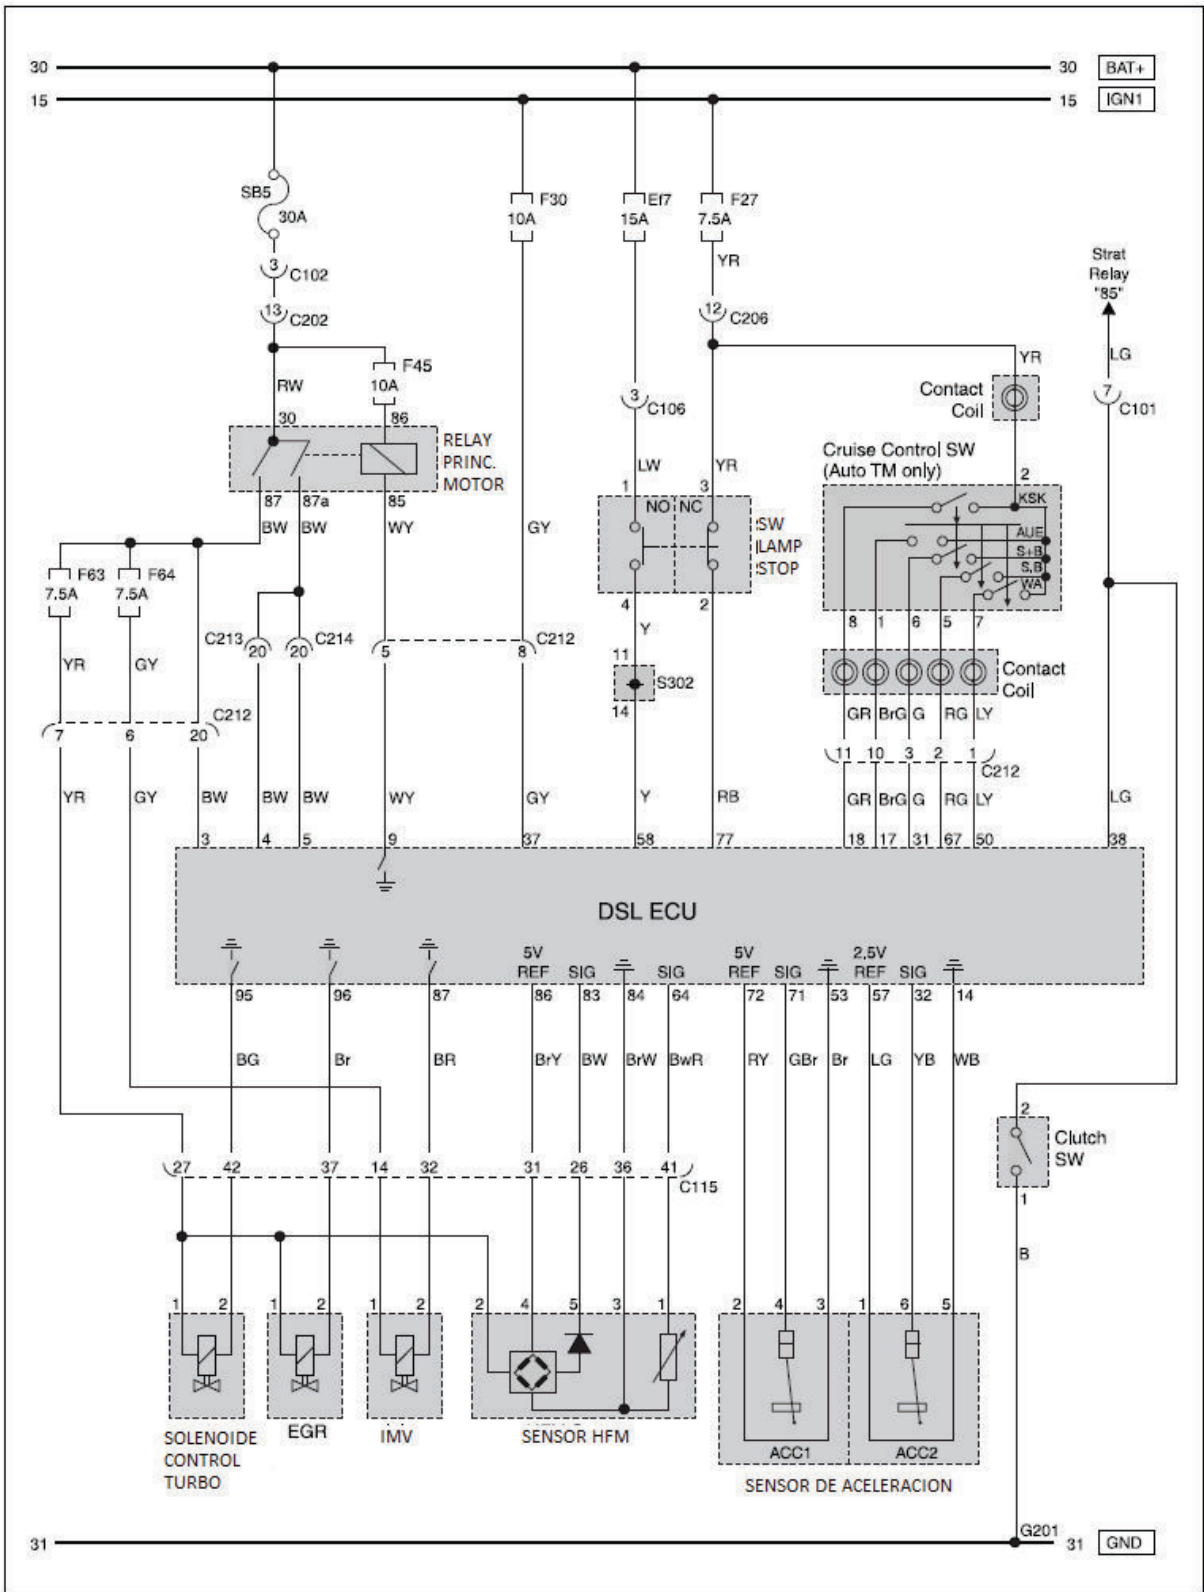 30 30 BAT+
15 15 IGN1
SB5
30A
F30
10A
Ef7
15A
F27
7.5A
YR
Strat
Relay
"85"
3 C102
13 C202
12 C206
F45
10A
RW
YR
LG
Contact
Coil
3 C106
7 C101
30 86
RELAY
PRINC.
MOTOR
87 87a 85
LW YR
Cruise Control SW
(Auto TM only)
2
1 3
NO NC
SW
LAMP
STOP
KSK
AUE
S+B
S,B
WA
BW BW WY GY
F63
7.5A
F64
7.5A
4 2
8 1 6 5 7
C213 20 20 C214
5 8 C212
Y
11
S302
14
Contact
Coil
YR GY
GR BrG G RG LY
C212
7 6 20
11 10 3 2 1
C212
YR GY BW BW BW WY GY Y RB GR BrG G RG LY LG
3 4 5 9 37 58 77 18 17 31 67 50 38
DSL ECU
5V
REF SIG SIG
5V
REF SIG
2,5V
REF SIG
95 96 87 86 83 84 64 72 71 53 57 32 14
BG Br BR BrY BW BrW BwR RY GBr Br LG YB WB
2
Clutch
SW
1
27 42 37 14 32 31 26 36 41
C115
B
1 2 1 2 1 2 2 4 5 3 1 2 4 3 1 6 5
ACC1 ACC2
SOLENOIDE
CONTROL
TURBO
EGR
IMV
SENSOR HFM
SENSOR DE ACELERACION
G201
31 31 GND